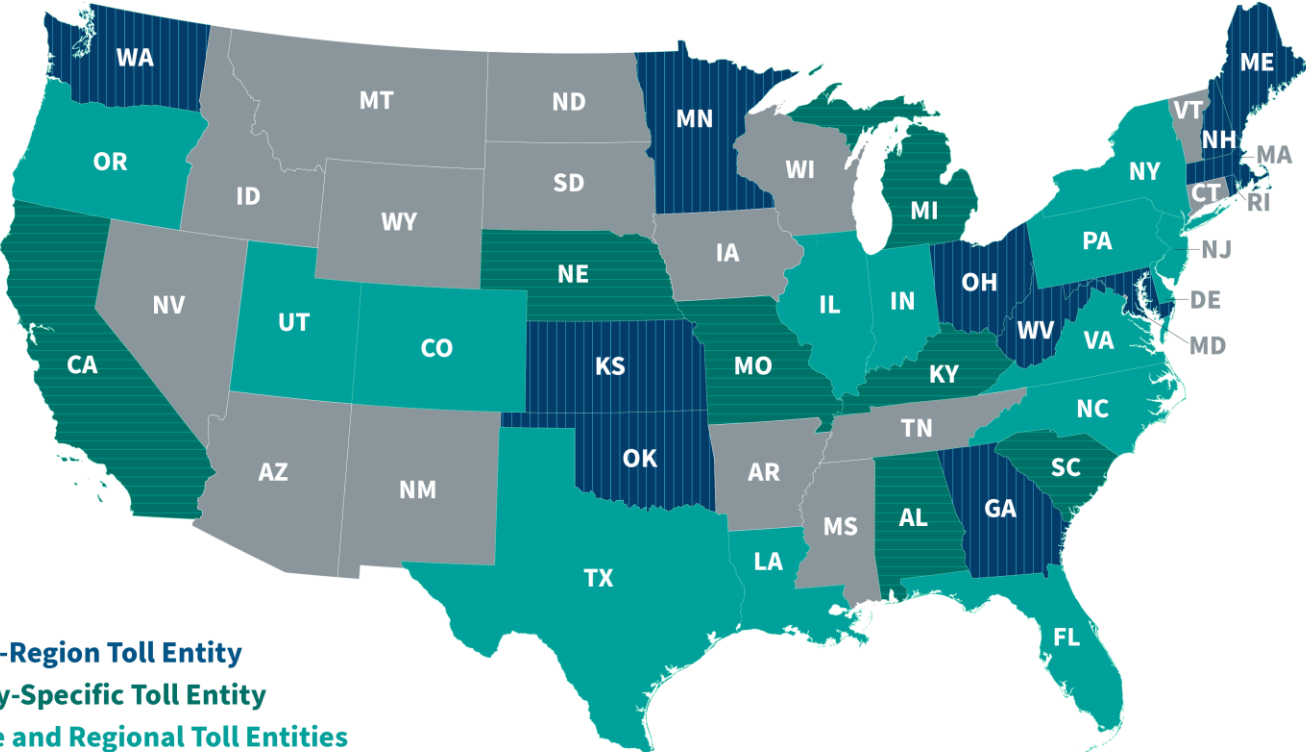 WA
ME
MT
ND
MN
VT
NH
MA
OR
WI
NY
SD
ID
MI
CT
RI
WY
PA
IA
NJ
NE
OH
IN
DE
NV
IL
UT
WV
VA
MD
CO
CA
KS
MO
KY
NC
TN
OK
SC
AZ
AR
NM
GA
AL
MS
LA
TX
FL
-Region Toll Entity
y-Specific Toll Entity
e and Regional Toll Entities